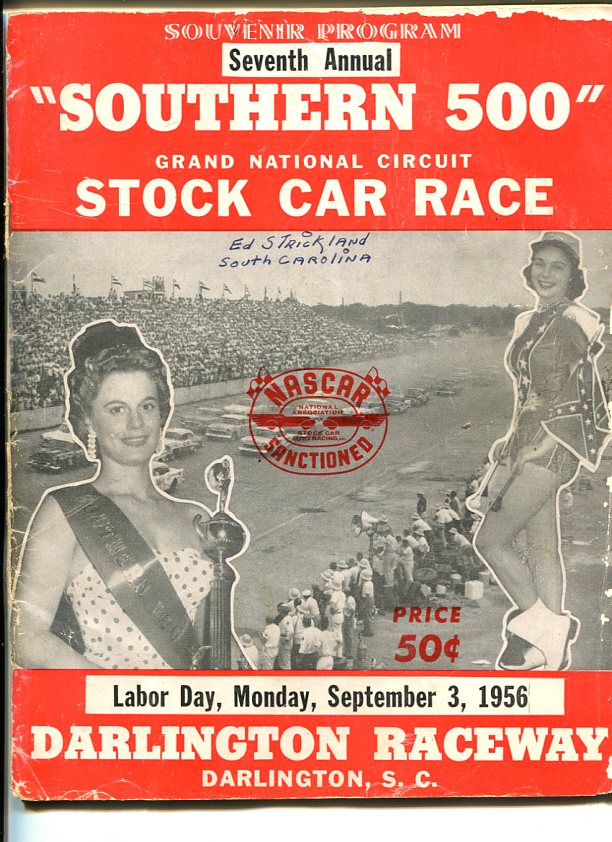 SOUVENIR PROGRAM
Seventh Annual
"SOUTHERN 500"
GRAND NATIONAL CIRCUIT
STOCK CAR RACE
Ed Strickland
South Carolina
NASCAR
NATIONAL
ASSOCIATION
STOCK CAR
AUTO RACING, INC.
SANCTIONED
PRICE
50¢
Labor Day, Monday, September 3, 1956
DARLINGTON RACEWAY
DARLINGTON, S. C.